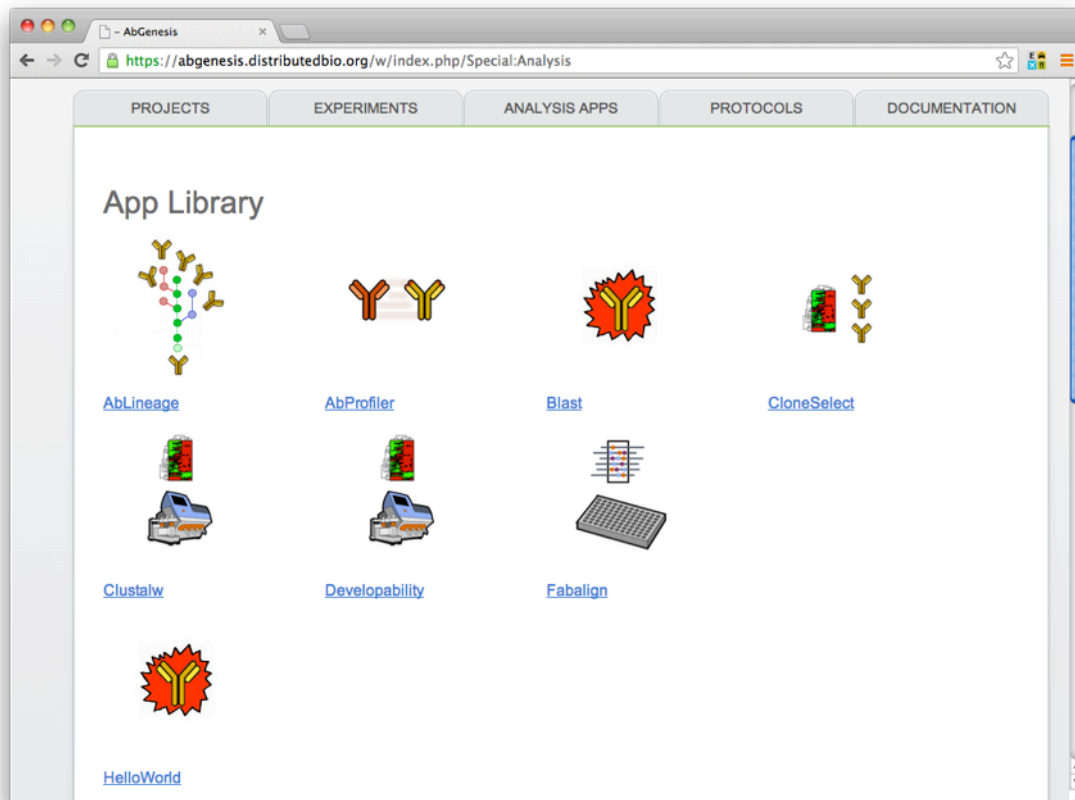 – AbGenesis
https://abgenesis.distributedbio.org/w/index.php/Special:Analysis
PROJECTS EXPERIMENTS ANALYSIS APPS PROTOCOLS DOCUMENTATION
App Library
AbLineage AbProfiler Blast CloneSelect
Clustalw Developability Fabalign
HelloWorld